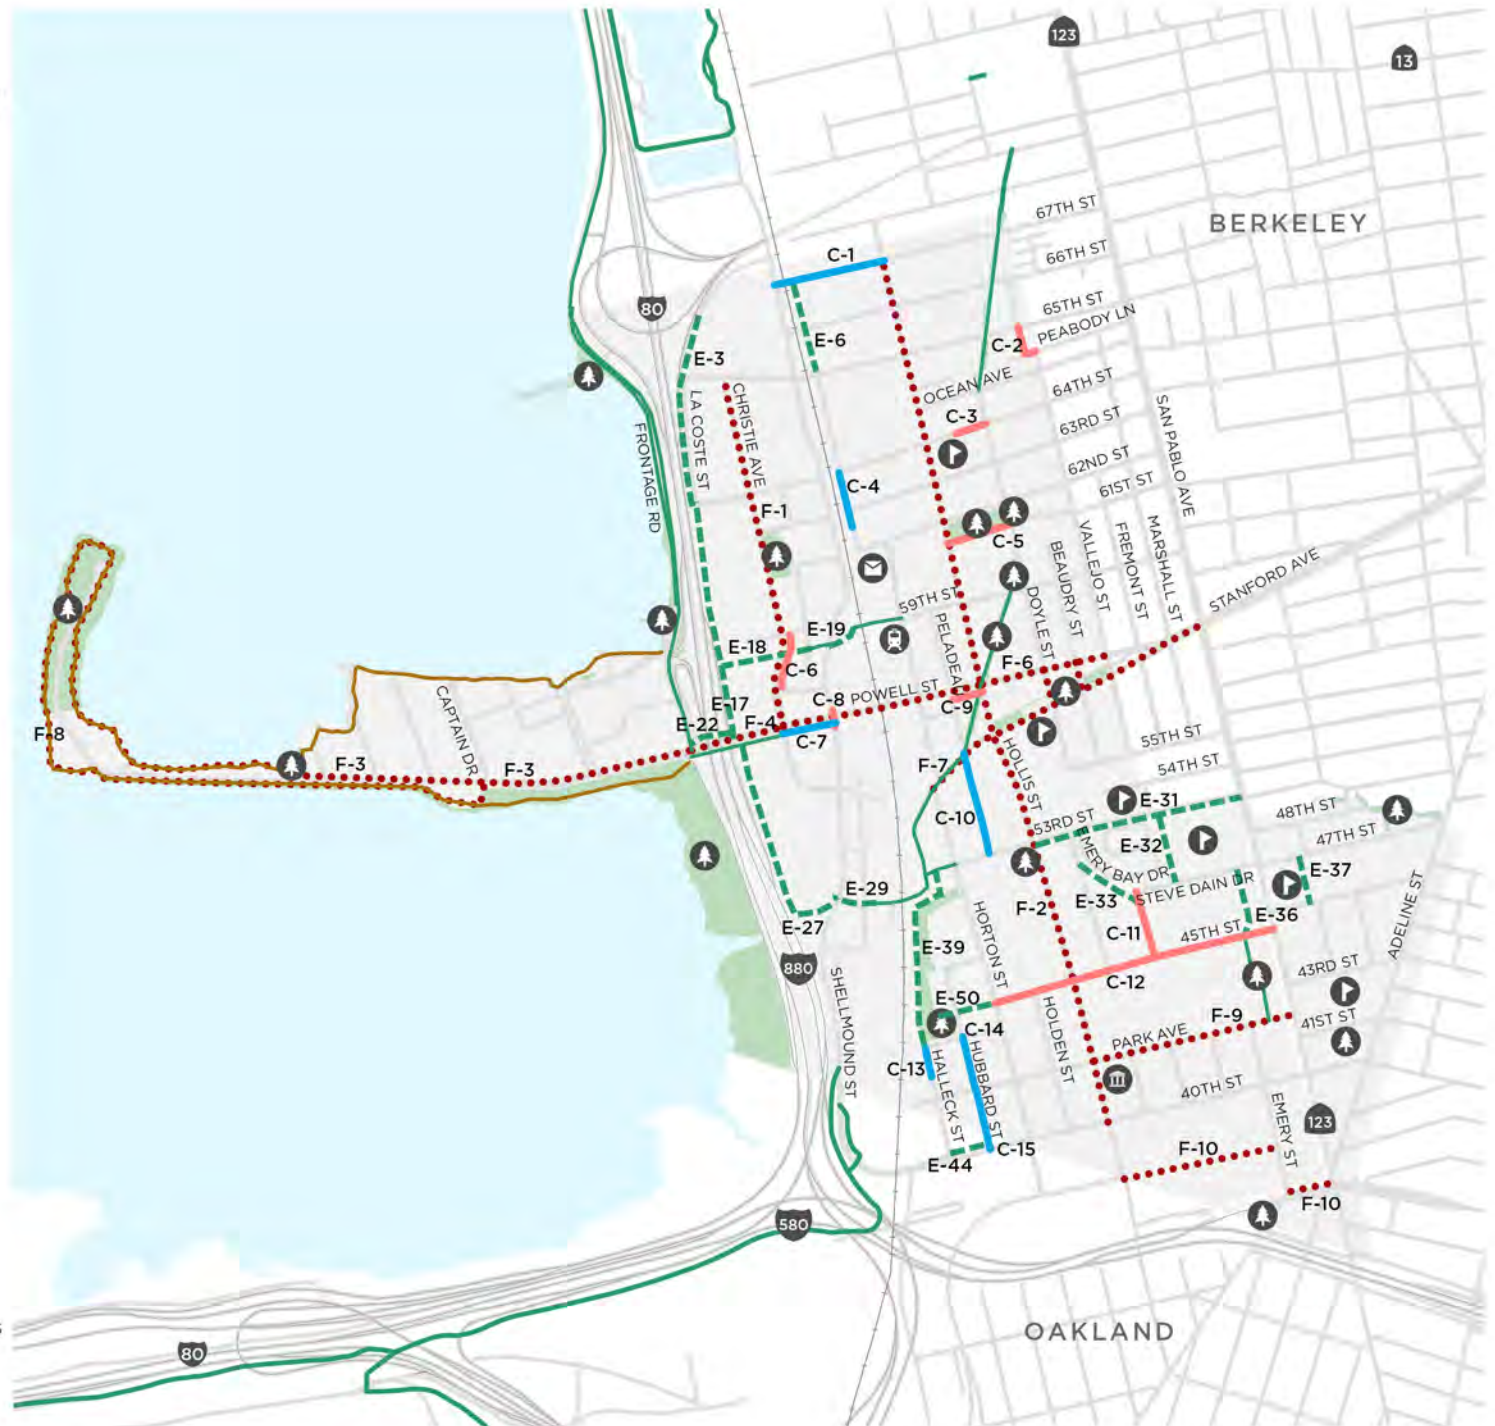 123
13
67TH ST
BERKELEY
66TH ST
C-1
80
65TH ST
PEABODY LN
E-6
C-2
E-3
OCEAN AVE
64TH ST
CHRISTIE AVE
LA COSTE ST
C-3
63RD ST
SAN PABLO AVE
FRONTAGE RD
62ND ST
C-4
61ST ST
F-1
C-5
VALLEJO ST
FREMONT ST
MARSHALL ST
BEAUDRY ST
STANFORD AVE
59TH ST
DOYLE ST
PELADEAU
E-19
E-18
C-6
F-6
CAPTAIN DR
E-17
C-8
POWELL ST
C-9
E-22
F-4
C-7
F-8
F-3
F-3
F-7
HOLLIS ST
55TH ST
54TH ST
E-31
48TH ST
C-10
53RD ST
47TH ST
E-32
EMERY BAY DR
E-37
E-29
E-33
STEVE DAIN DR
E-27
F-2
E-36
ADELINE ST
C-11
45TH ST
E-39
HORTON ST
880
SHELLMOUND ST
C-12
43RD ST
E-50
HOLDEN ST
F-9
41ST ST
C-14
PARK AVE
C-13
HALLECK ST
HUBBARD ST
40TH ST
EMERY ST
123
C-15
E-44
F-10
F-10
580
OAKLAND
80